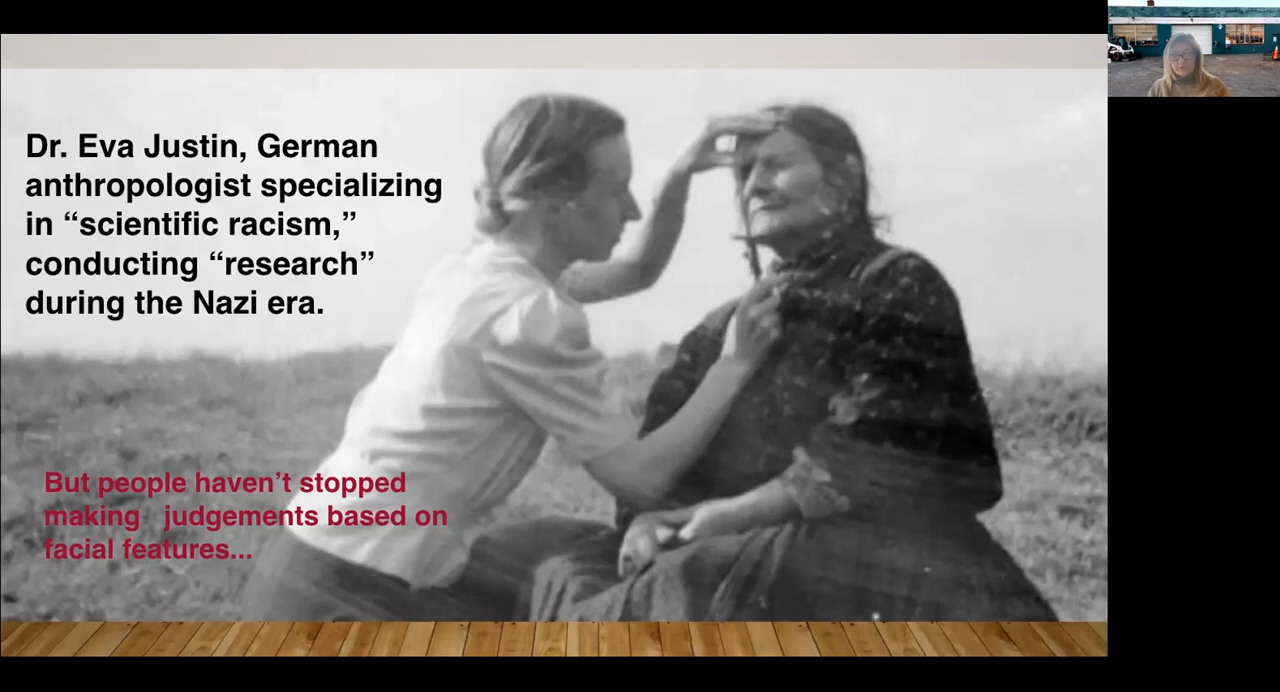 Dr. Eva Justin, German
anthropologist specializing
in “scientific racism,”
conducting “research”
during the Nazi era.
But people haven’t stopped
making   judgements based on
facial features...